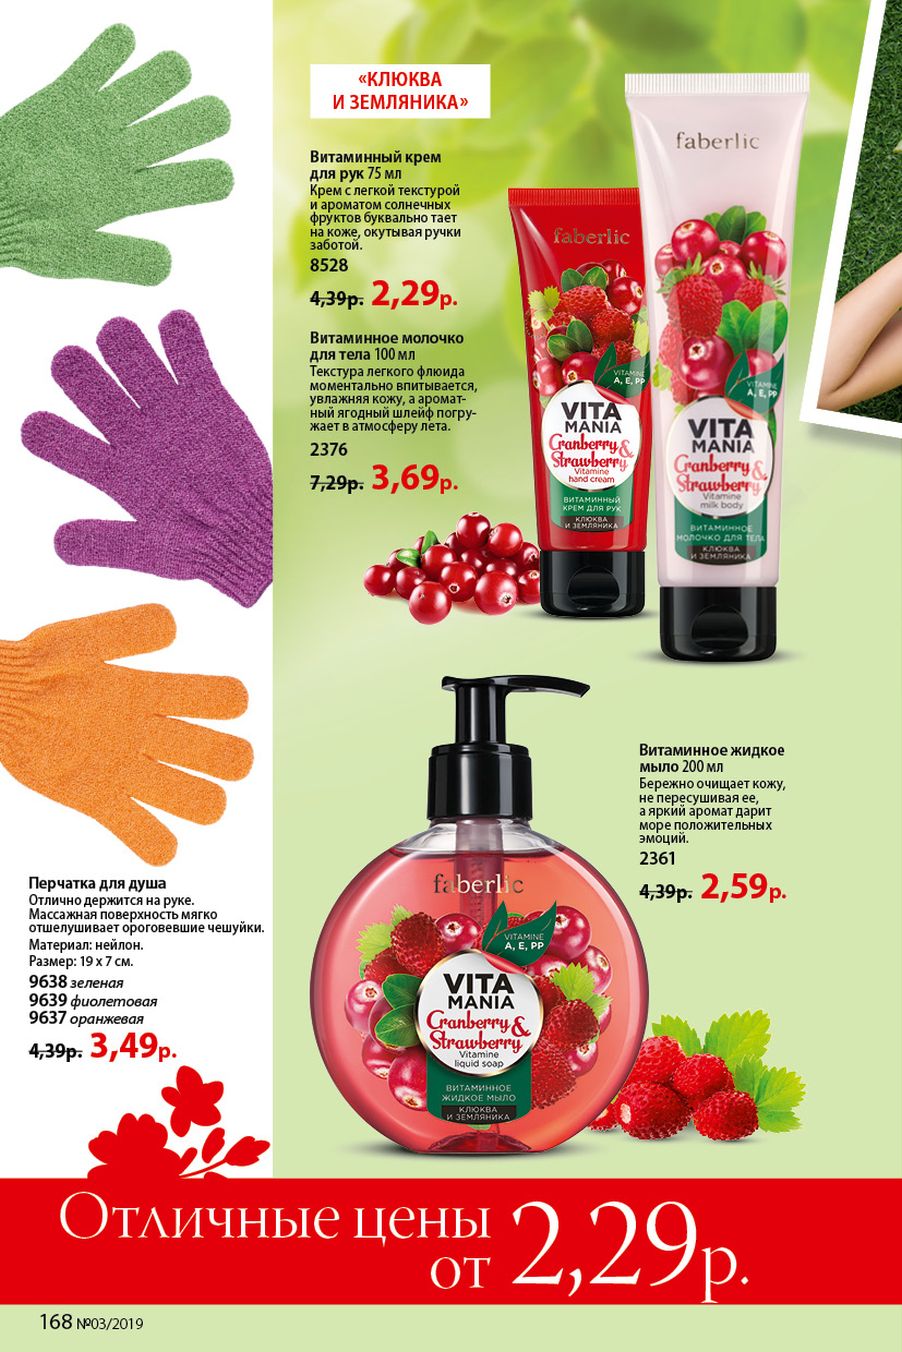 «КЛЮКВА
И ЗЕМЛЯНИКА»
Витаминный крем
для рук 75 мл
Крем с легкой текстурой
и ароматом солнечных
фруктов буквально тает
на коже, окутывая ручки
заботой.
8528
4,39р. 2,29р.
Витаминное молочко
для тела 100 мл
Текстура легкого флюида
моментально впитывается,
увлажняя кожу, а аромат-
ный ягодный шлейф погру-
жает в атмосферу лета.
2376
7,29р. 3,69р.
faberlic
VITAMINE
A, E, PP
VITA
MANIA
Cranberry &
Strawberry
Vitamine
hand cream
ВИТАМИННЫЙ
КРЕМ ДЛЯ РУК
КЛЮКВА
И ЗЕМЛЯНИКА
faberlic
VITAMINE
A, E, PP
VITA
MANIA
Cranberry &
Strawberry
Vitamine
milk body
ВИТАМИННОЕ
МОЛОЧКО ДЛЯ ТЕЛА
КЛЮКВА
И ЗЕМЛЯНИКА
Витаминное жидкое
мыло 200 мл
Бережно очищает кожу,
не пересушивая ее,
а яркий аромат дарит
море положительных
эмоций.
2361
4,39р. 2,59р.
faberlic
VITAMINE
A, E, PP
VITA
MANIA
Cranberry &
Strawberry
Vitamine
liquid soap
ВИТАМИННОЕ
ЖИДКОЕ МЫЛО
КЛЮКВА
И ЗЕМЛЯНИКА
Перчатка для душа
Отлично держится на руке.
Массажная поверхность мягко
отшелушивает ороговевшие чешуйки.
Материал: нейлон.
Размер: 19 х 7 см.
9638 зеленая
9639 фиолетовая
9637 оранжевая
4,39р. 3,49р.
Отличные цены
от 2,29р.
168 №03/2019